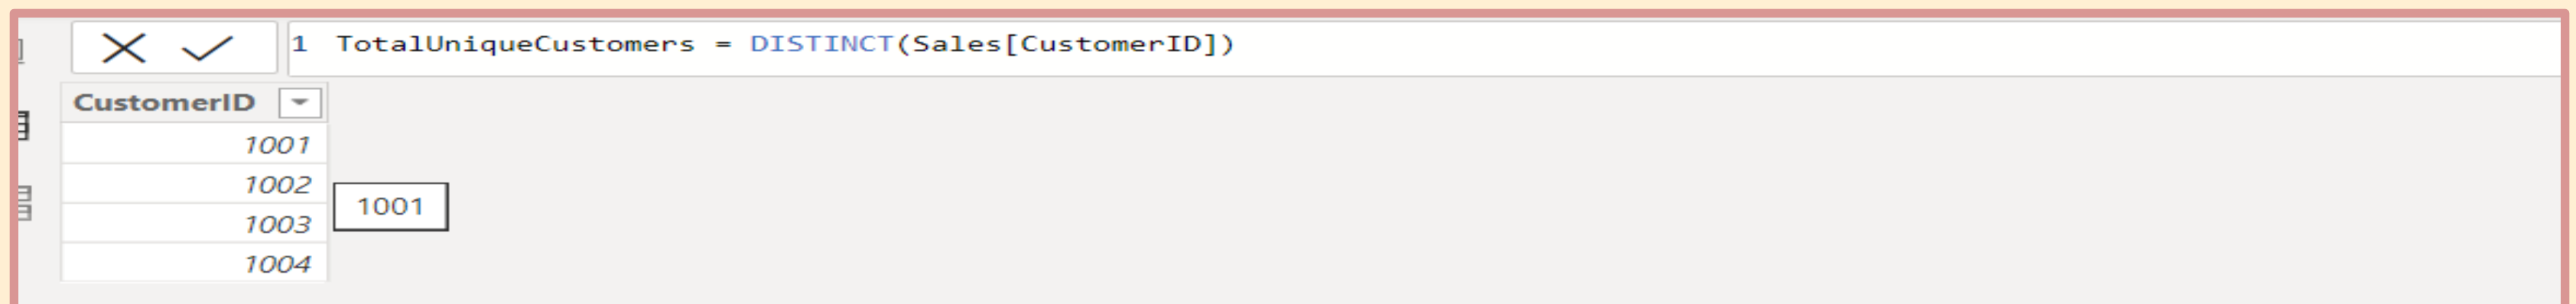 1 TotalUniqueCustomers = DISTINCT(Sales[CustomerID])
CustomerID
1001
1002
1001
1003
1004